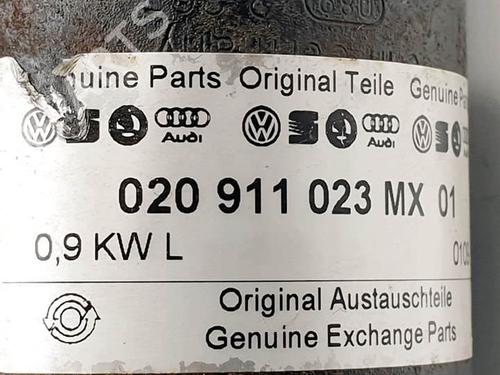 Genuine Parts Original Teile Genuine Pa
Audi Audi
020 911 023 MX 01
0,9 KW L
Original Austauschteile
Genuine Exchange Parts